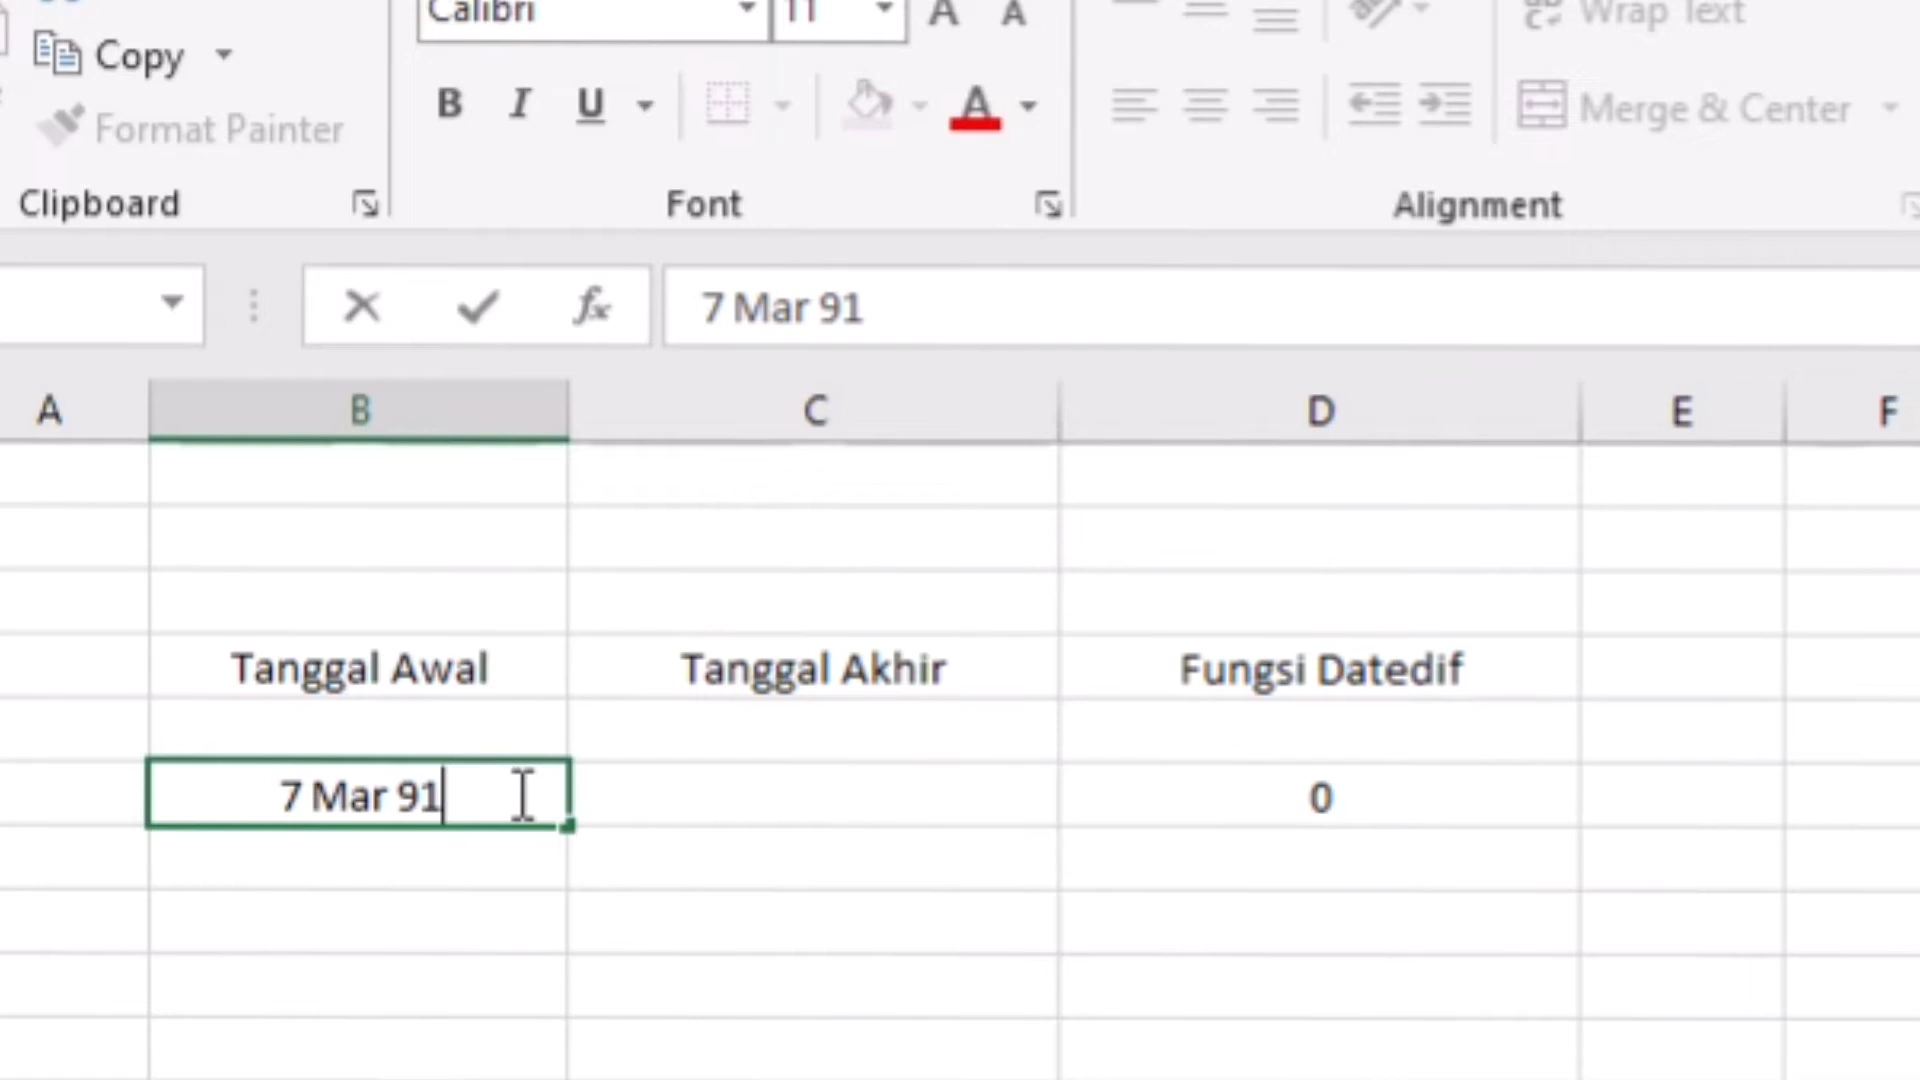 Calibri
11
A A
Wrap Text
Copy
B I U
A
Merge & Center
Format Painter
Clipboard
Font
Alignment
fx
7 Mar 91
A B C D E F
Tanggal Awal Tanggal Akhir Fungsi Datedif
7 Mar 91 0